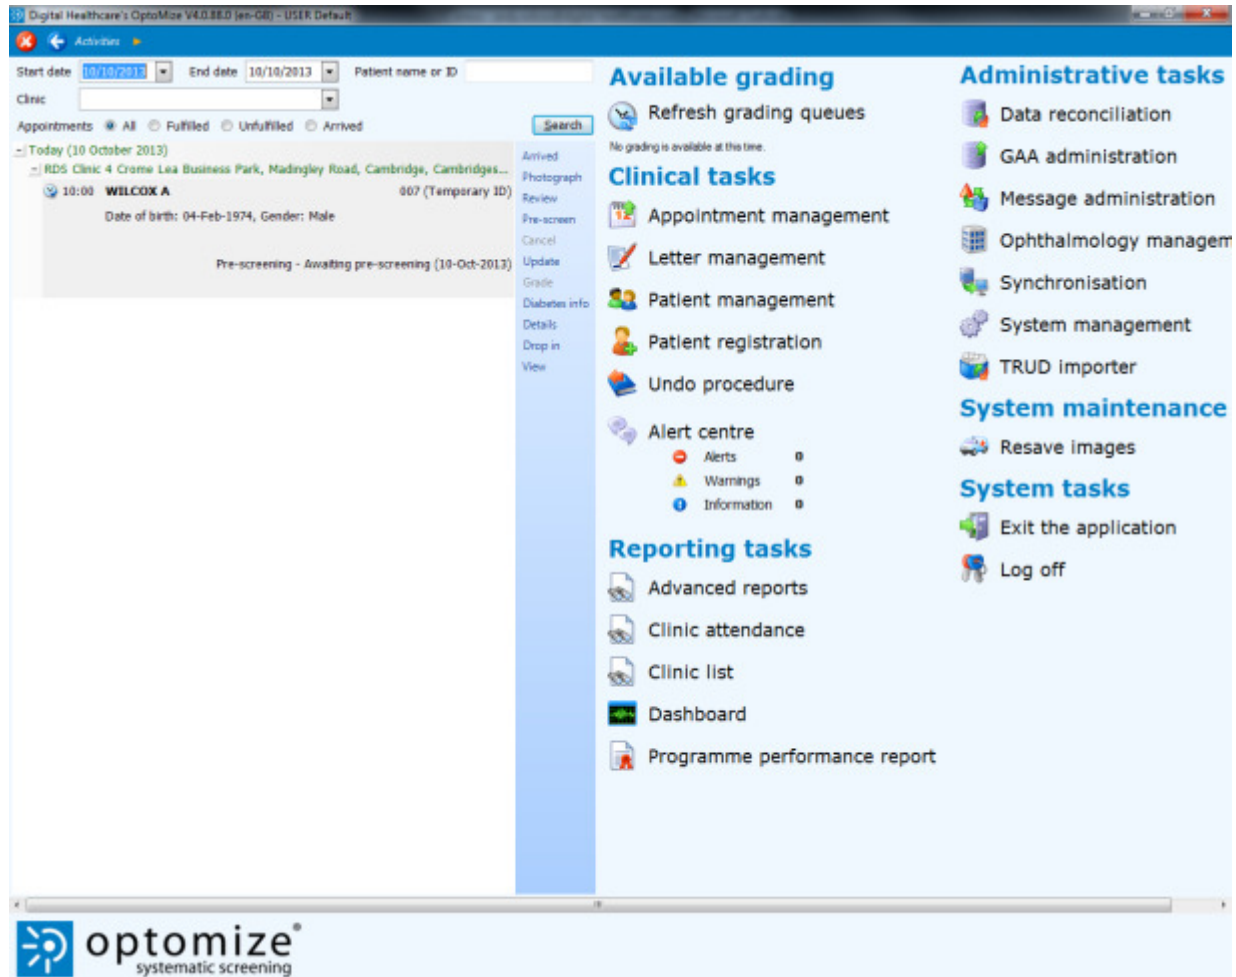 Digital Healthcare's OptoMize V4.0.88.0 (en-GB) - USER Default
Activities
Start date 10/10/2013 End date 10/10/2013 Patient name or ID
Clinic
Appointments All Fulfilled Unfulfilled Arrived Search
Today (10 October 2013)
RDS Clinic 4 Crome Lea Business Park, Madingley Road, Cambridge, Cambridges...
10:00 WILCOX A 007 (Temporary ID)
Date of birth: 04-Feb-1974, Gender: Male
Pre-screening - Awaiting pre-screening (10-Oct-2013)
Arrived
Photograph
Review
Pre-screen
Cancel
Update
Grade
Diabetes info
Details
Drop in
View
Available grading
Refresh grading queues
No grading is available at this time.
Clinical tasks
Appointment management
Letter management
Patient management
Patient registration
Undo procedure
Alert centre
Alerts 0
Warnings 0
Information 0
Reporting tasks
Advanced reports
Clinic attendance
Clinic list
Dashboard
Programme performance report
Administrative tasks
Data reconciliation
GAA administration
Message administration
Ophthalmology managem
Synchronisation
System management
TRUD importer
System maintenance
Resave images
System tasks
Exit the application
Log off
optomize®
systematic screening